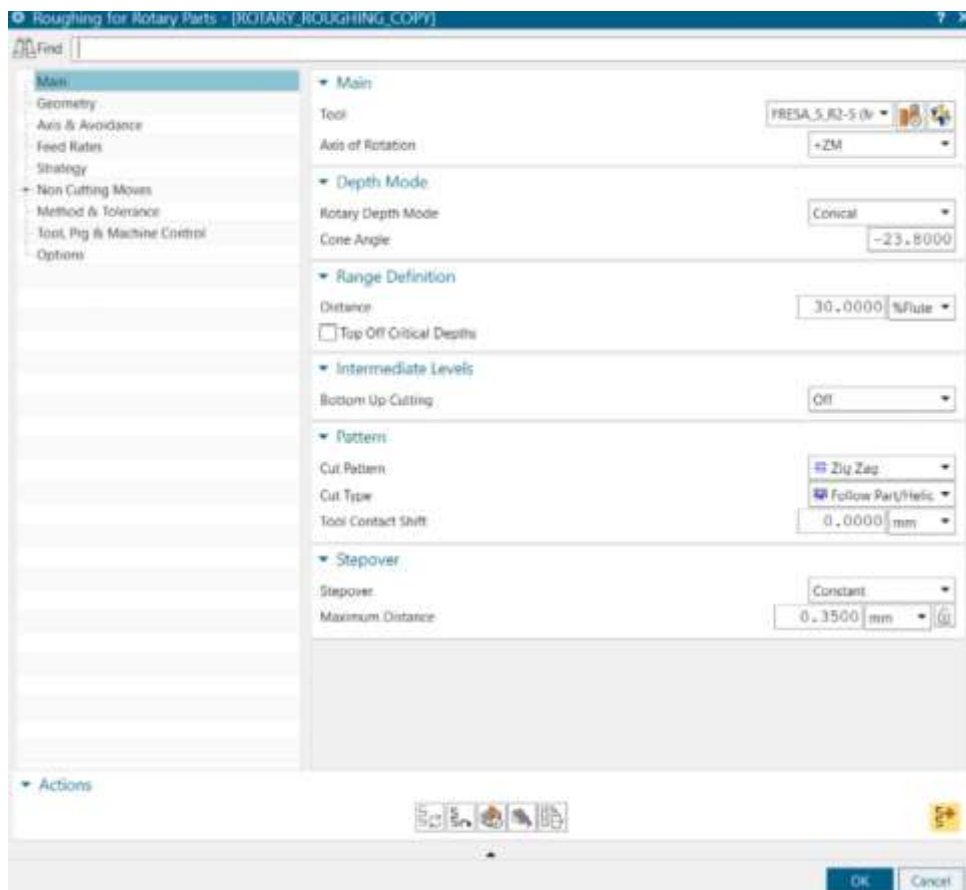 Roughing for Rotary Parts - [ROTARY_ROUGHING_COPY]
? X
Find
Main
Geometry
Axis & Avoidance
Feed Rates
Strategy
+ Non Cutting Moves
Method & Tolerance
Tool, Prg & Machine Control
Options
Main
Tool
FRESA_5_R2-5 (M
Axis of Rotation
+ZM
Depth Mode
Rotary Depth Mode
Conical
Cone Angle
-23.8000
Range Definition
Distance
30.0000 %Flute
Top Off Critical Depths
Intermediate Levels
Bottom Up Cutting
Off
Pattern
Cut Pattern
Zig Zag
Cut Type
Follow Part/Helic
Tool Contact Shift
0.0000 mm
Stepover
Stepover
Constant
Maximum Distance
0.3500 mm
Actions
OK
Cancel